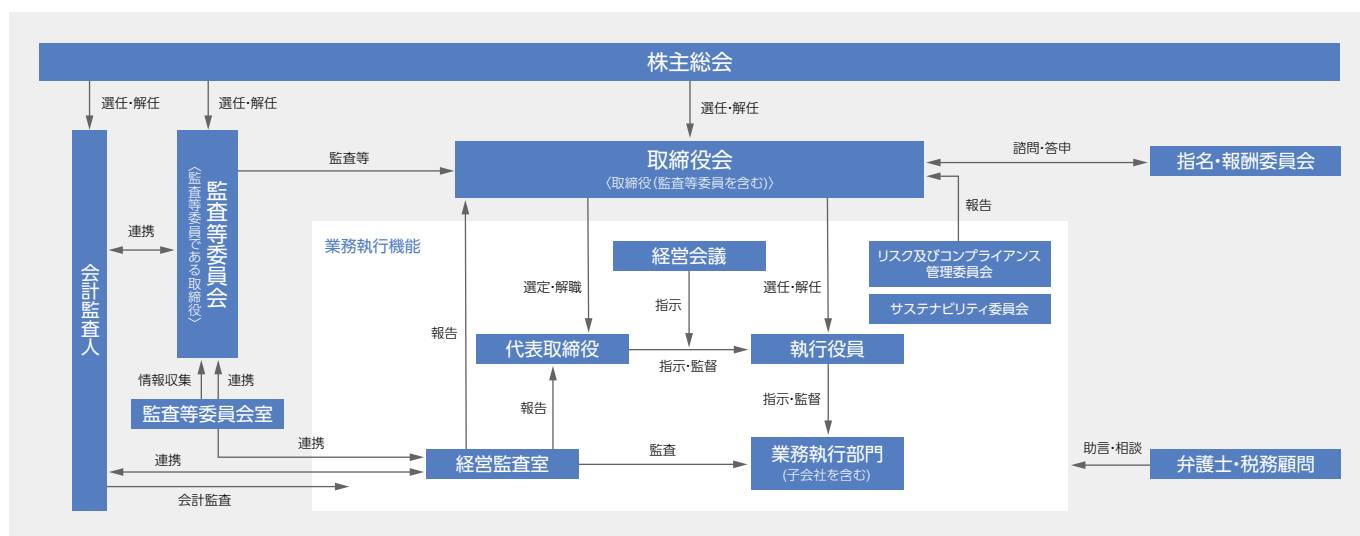 株主総会
選任・解任
選任・解任
選任・解任
会計監査人
監査等委員会
〈監査等委員である取締役〉
監査等
取締役会
〈取締役(監査等委員を含む)〉
諮問・答申
指名・報酬委員会
連携
報告
業務執行機能
経営会議
リスク及びコンプライアンス
管理委員会
サステナビリティ委員会
選定・解職
指示
選任・解任
報告
代表取締役
指示・監督
執行役員
情報収集
連携
監査等委員会室
報告
指示・監督
連携
連携
経営監査室
監査
業務執行部門
(子会社を含む)
助言・相談
弁護士・税務顧問
会計監査